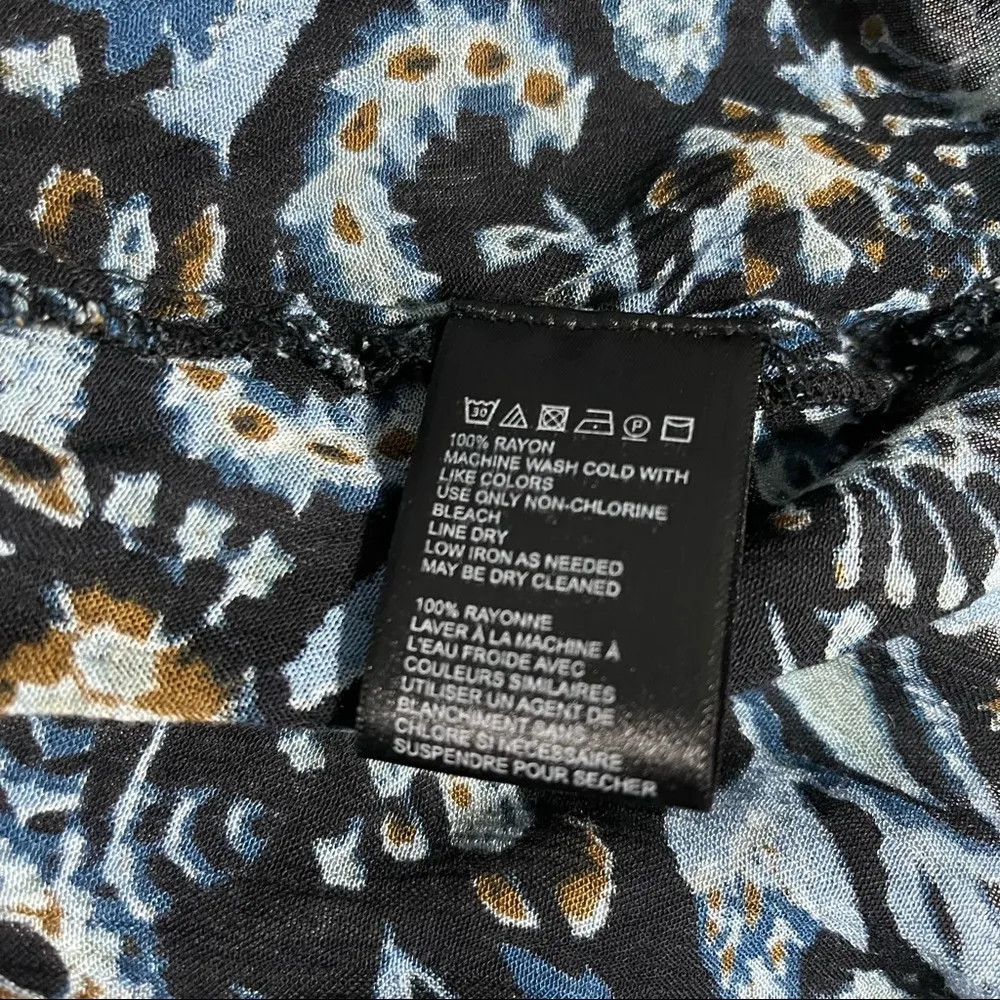 30 P
100% RAYON
MACHINE WASH COLD WITH
LIKE COLORS
USE ONLY NON-CHLORINE
BLEACH
LINE DRY
LOW IRON AS NEEDED
MAY BE DRY CLEANED
100% RAYONNE
LAVER À LA MACHINE À
L'EAU FROIDE AVEC
COULEURS SIMILAIRES
UTILISER UN AGENT DE
BLANCHIMENT SANS
CHLORE SI NECESSAIRE
SUSPENDRE POUR SECHER